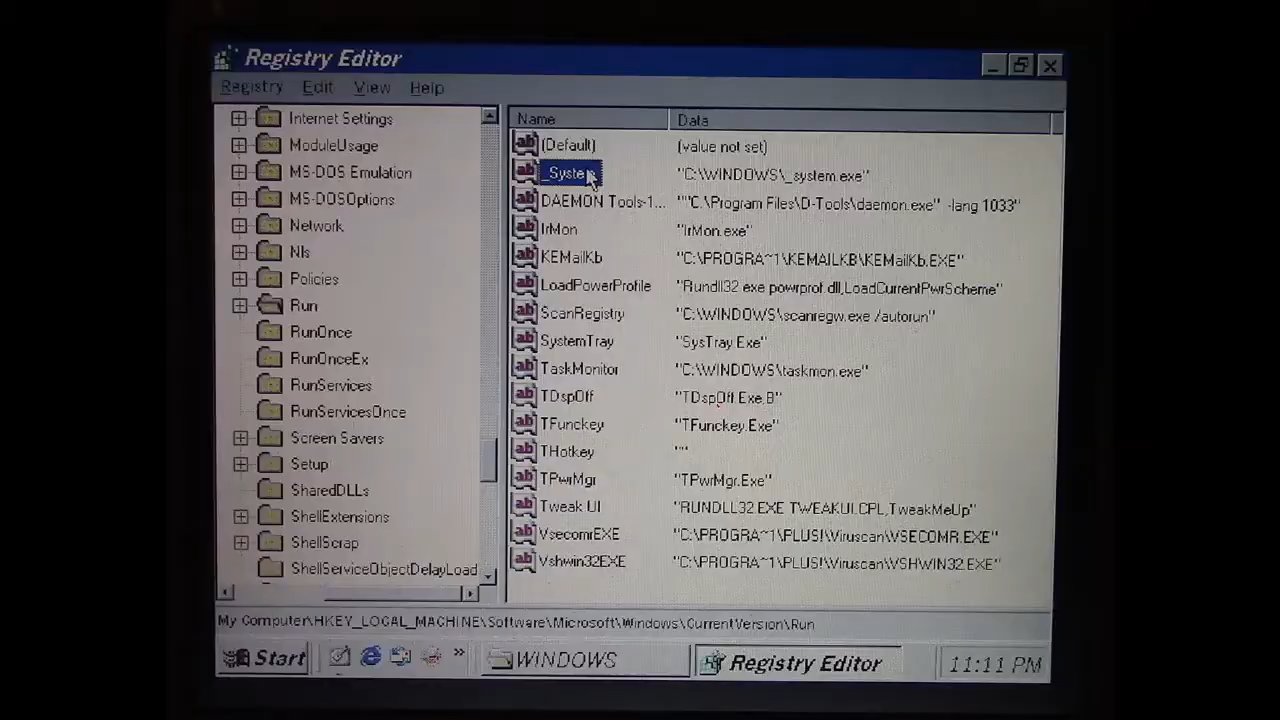 Registry Editor
Registry Edit View Help
Internet Settings
ModuleUsage
MS-DOS Emulation
MS-DOSOptions
Network
Nls
Policies
Run
RunOnce
RunOnceEx
RunServices
RunServicesOnce
Screen Savers
Setup
SharedDLLs
ShellExtensions
ShellScrap
ShellServiceObjectDelayLoad
Name Data
(Default) (value not set)
_System "C:\WINDOWS\_system.exe"
DAEMON Tools-1... ""C:\Program Files\D-Tools\daemon.exe" -lang 1033"
IrMon "IrMon.exe"
KEMailKb "C:\PROGRA~1\KEMAILKB\KEMailKb.EXE"
LoadPowerProfile "Rundll32.exe powrprof.dll,LoadCurrentPwrScheme"
ScanRegistry "C:\WINDOWS\scanregw.exe /autorun"
SystemTray "SysTray.Exe"
TaskMonitor "C:\WINDOWS\taskmon.exe"
TDspOff "TDspOff.Exe,B"
TFunckey "TFunckey.Exe"
THotkey ""
TPwrMgr "TPwrMgr.Exe"
Tweak UI "RUNDLL32.EXE TWEAKUI.CPL,TweakMeUp"
VsecomrEXE "C:\PROGRA~1\PLUS!\Viruscan\VSECOMR.EXE"
Vshwin32EXE "C:\PROGRA~1\PLUS!\Viruscan\VSHWIN32.EXE"
My Computer\HKEY_LOCAL_MACHINE\Software\Microsoft\Windows\CurrentVersion\Run
Start WINDOWS Registry Editor 11:11 PM